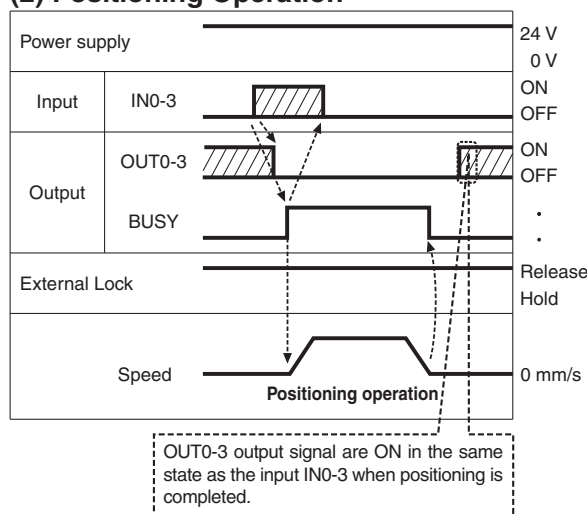 (2) Positioning Operation
Power supply
24 V
0 V
Input
IN0-3
ON
OFF
Output
OUT0-3
ON
OFF
BUSY
External Lock
Release
Hold
Speed
0 mm/s
Positioning operation
OUT0-3 output signal are ON in the same
state as the input IN0-3 when positioning is
completed.